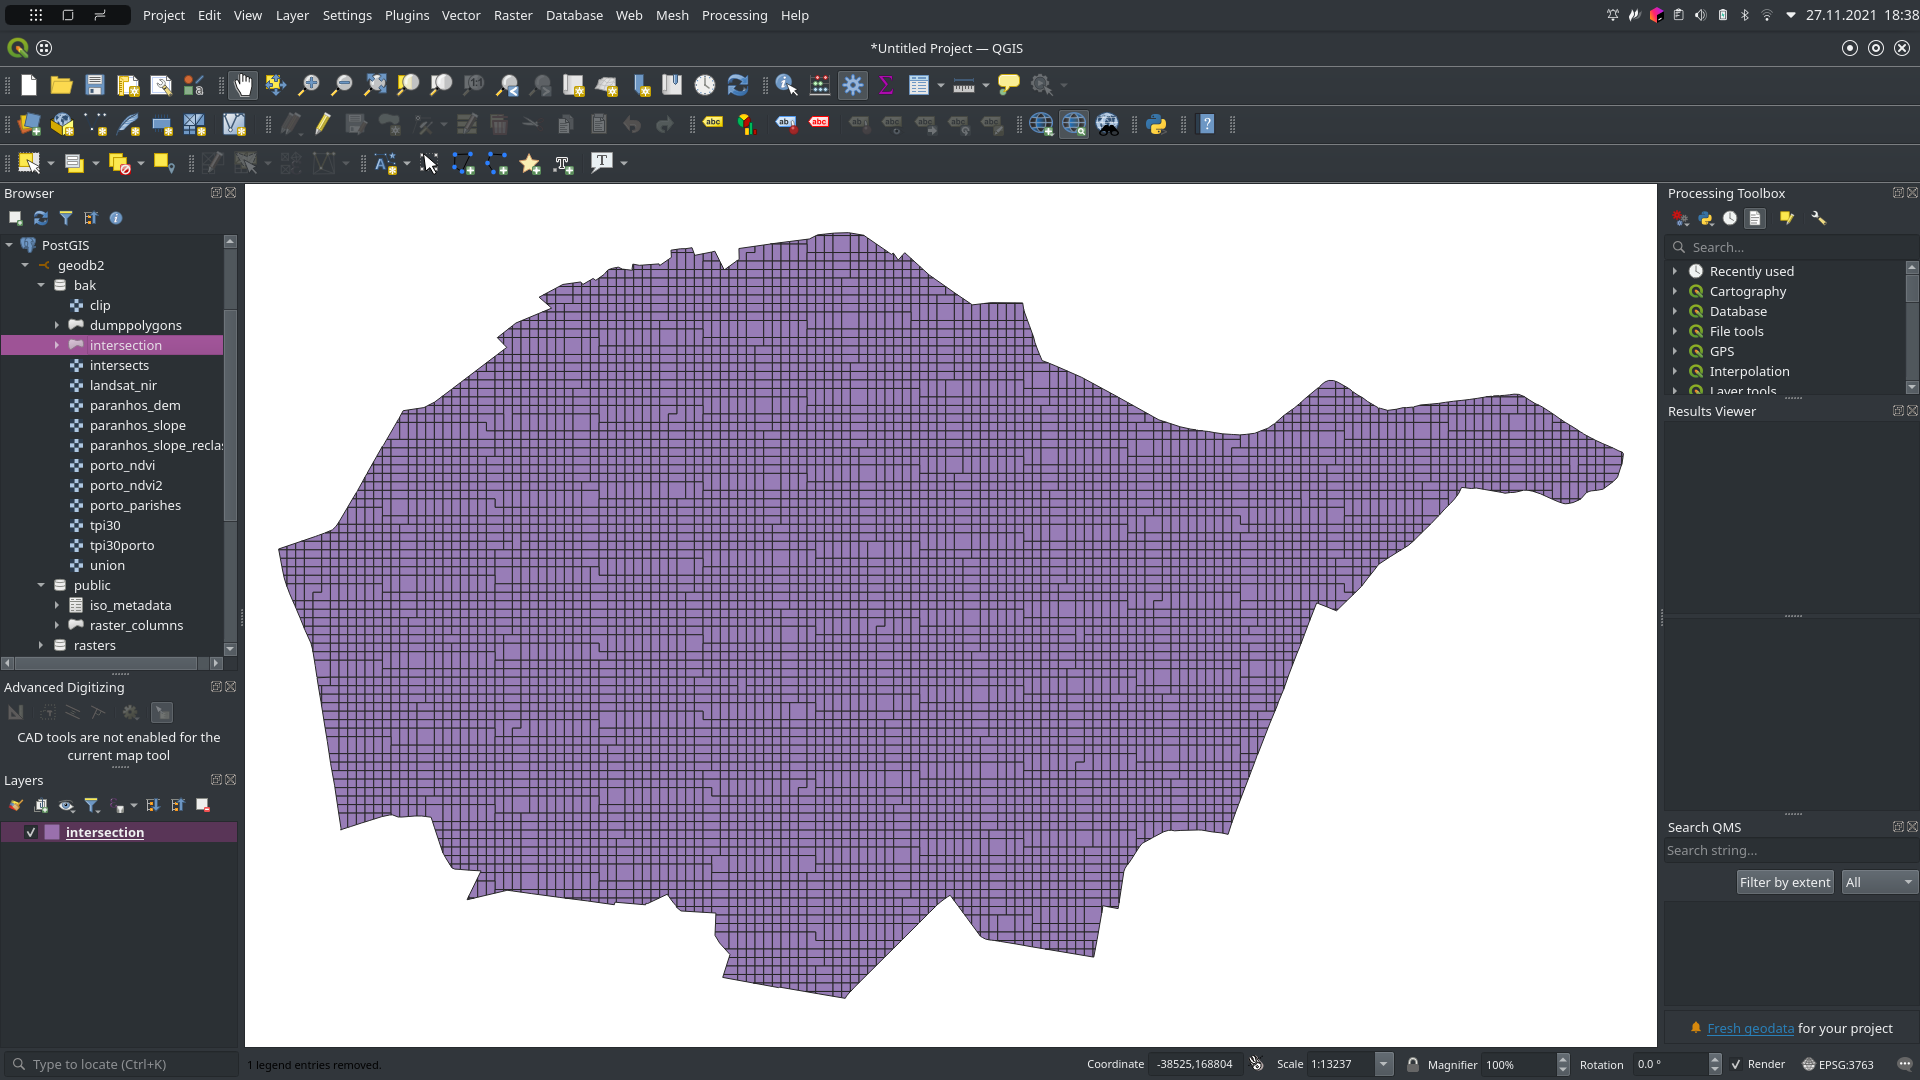 Project Edit View Layer Settings Plugins Vector Raster Database Web Mesh Processing Help
27.11.2021 18:38
*Untitled Project — QGIS
Browser
PostGIS
geodb2
bak
clip
dumppolygons
intersection
intersects
landsat_nir
paranhos_dem
paranhos_slope
paranhos_slope_reclas
porto_ndvi
porto_ndvi2
porto_parishes
tpi30
tpi30porto
union
public
iso_metadata
raster_columns
rasters
Advanced Digitizing
CAD tools are not enabled for the
current map tool
Layers
intersection
Processing Toolbox
Search...
Recently used
Cartography
Database
File tools
GPS
Interpolation
Layer tools
Results Viewer
Search QMS
Search string...
Filter by extent All
Fresh geodata for your project
Type to locate (Ctrl+K) 1 legend entries removed. Coordinate -38525,168804 Scale 1:13237 Magnifier 100% Rotation 0.0 ° Render EPSG:3763